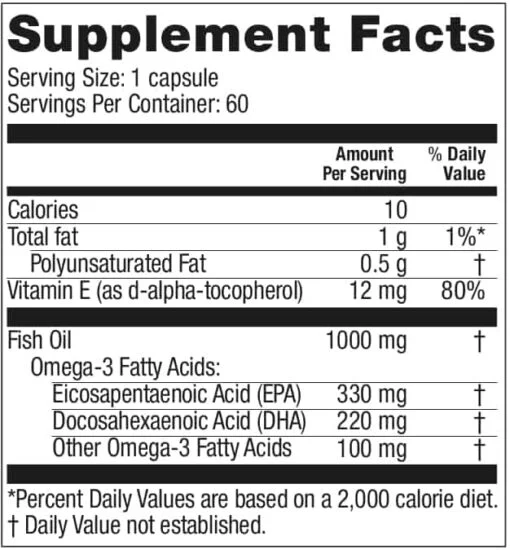 Supplement Facts
Serving Size: 1 capsule
Servings Per Container: 60
Amount Per Serving % Daily Value
Calories 10
Total fat 1 g 1%*
Polyunsaturated Fat 0.5 g †
Vitamin E (as d-alpha-tocopherol) 12 mg 80%
Fish Oil 1000 mg †
Omega-3 Fatty Acids:
Eicosapentaenoic Acid (EPA) 330 mg †
Docosahexaenoic Acid (DHA) 220 mg †
Other Omega-3 Fatty Acids 100 mg †
*Percent Daily Values are based on a 2,000 calorie diet.
† Daily Value not established.